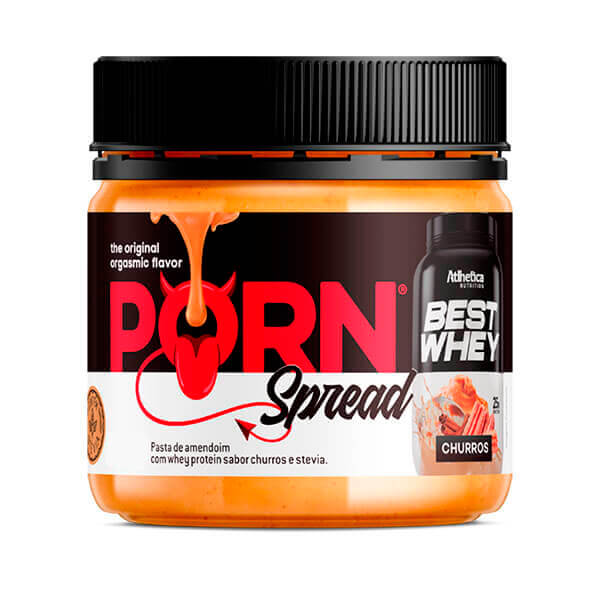 the original
orgasmic flavor
PORN®
Spread
Pasta de amendoim
com whey protein sabor churros e stevia.
Atlhetica
NUTRITION
BEST
WHEY
25
CHURROS